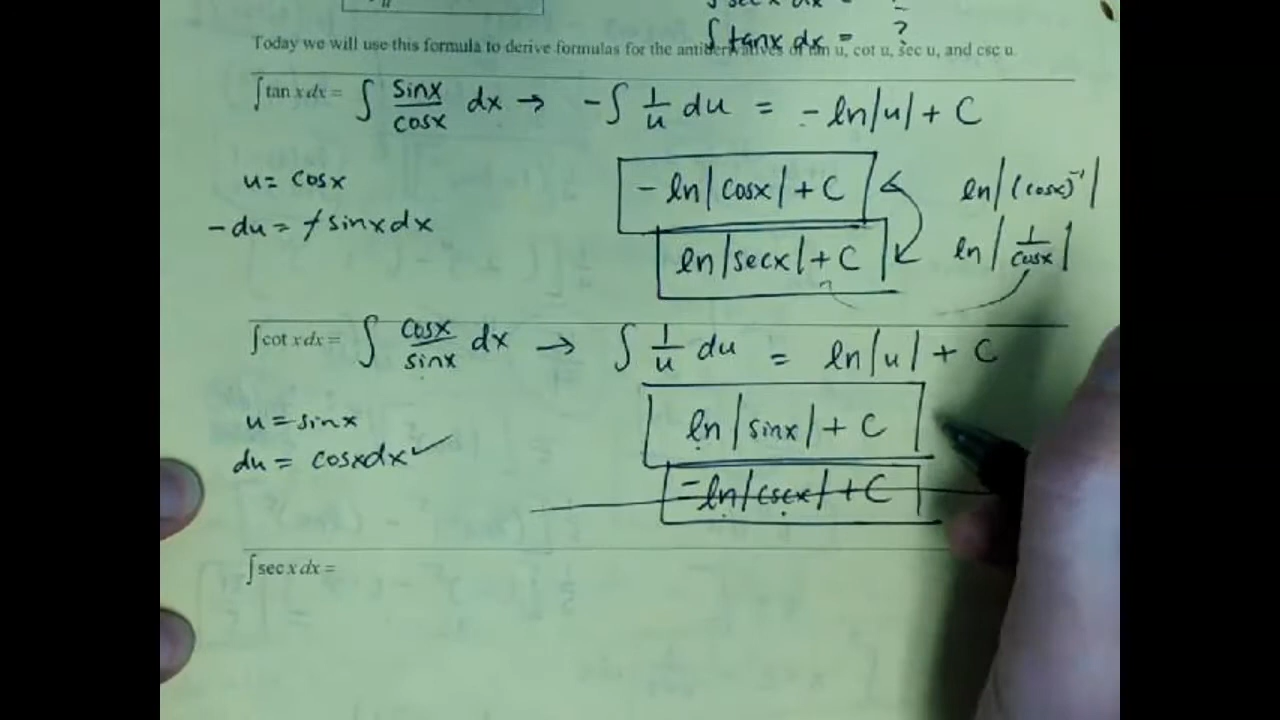 ∫ sec x dx = ?
∫ tanx dx = ?
Today we will use this formula to derive formulas for the antiderivatives of tan u, cot u, sec u, and csc u.
∫ tan x dx = ∫ sinx/cosx dx → -∫ 1/u du = -ln|u| + C
u = cosx
-du = -sinxdx
-ln|cosx| + C
ln|(cosx)⁻¹|
ln|secx| + C
ln|1/cosx|
∫ cot x dx = ∫ cosx/sinx dx → ∫ 1/u du = ln|u| + C
u = sinx
du = cosxdx ✓
ln|sinx| + C
-ln|cscx| + C
∫ sec x dx =